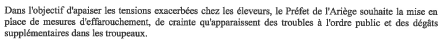 Dans l'objectif d'apaiser les tensions exacerbées chez les éleveurs, le Préfet de l'Ariège souhaite la mise en
place de mesures d'effarouchement, de crainte qu'apparaissent des troubles à l'ordre public et des dégâts
supplémentaires dans les troupeaux.